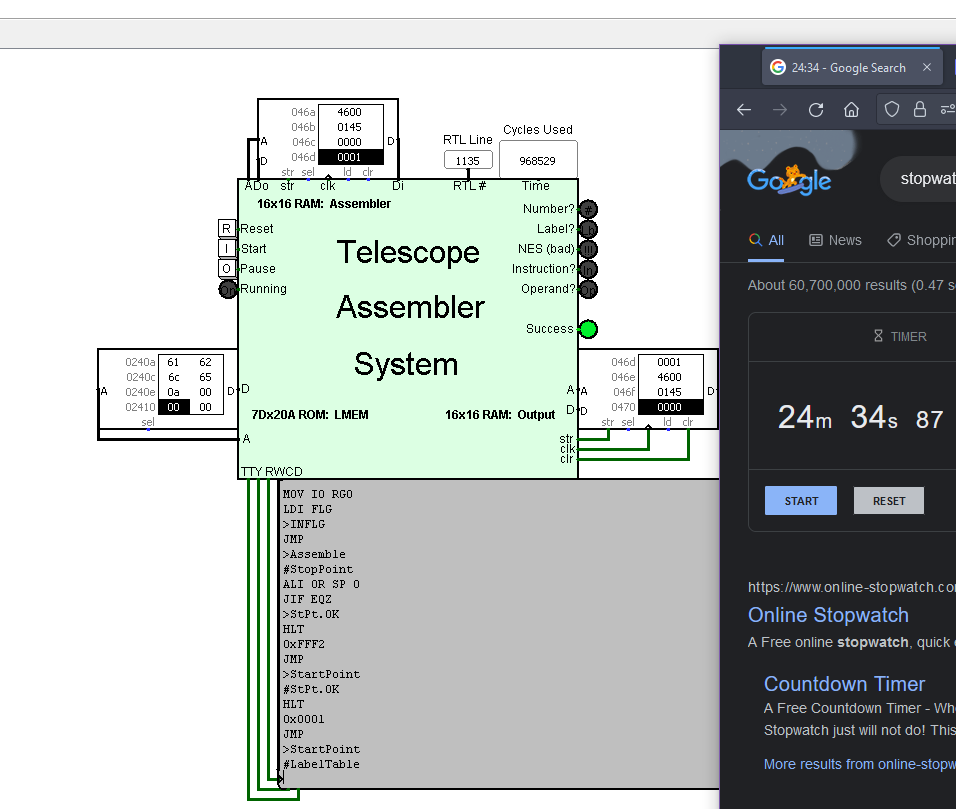 24:34 - Google Search
046a 4600
046b 0145
046c 0000
046d 0001
A
D
D
str sel ld clr
RTL Line
1135
Cycles Used
968529
A Do str clk Di RTL # Time
16x16 RAM: Assembler
R Reset
I Start
O Pause
On Running
Telescope
Assembler
System
Number? #
Label? Lb
NES (bad)
Instruction? In
Operand? Op
Success
0240a 61 62
0240c 6c 65
0240e 0a 00
02410 00 00
A
D
sel
D
A
7Dx20A ROM: LMEM
16x16 RAM: Output
A
D
str
clk
clr
046d 0001
046e 4600
046f 0145
0470 0000
A
D
D
str sel ld clr
TTY RWCD
MOV IO RG0
LDI FLG
>INFLG
JMP
>Assemble
#StopPoint
ALI OR SP 0
JIF EQZ
>StPt.OK
HLT
0xFFF2
JMP
>StartPoint
#StPt.OK
HLT
0x0001
JMP
>StartPoint
#LabelTable
Google
stopwat
All News Shoppin
About 60,700,000 results (0.47 s
TIMER
24m 34s 87
START RESET
https://www.online-stopwatch.co
Online Stopwatch
A Free online stopwatch, quick
Countdown Timer
A Free Countdown Timer - Wh
Stopwatch just will not do! This
More results from online-stopw